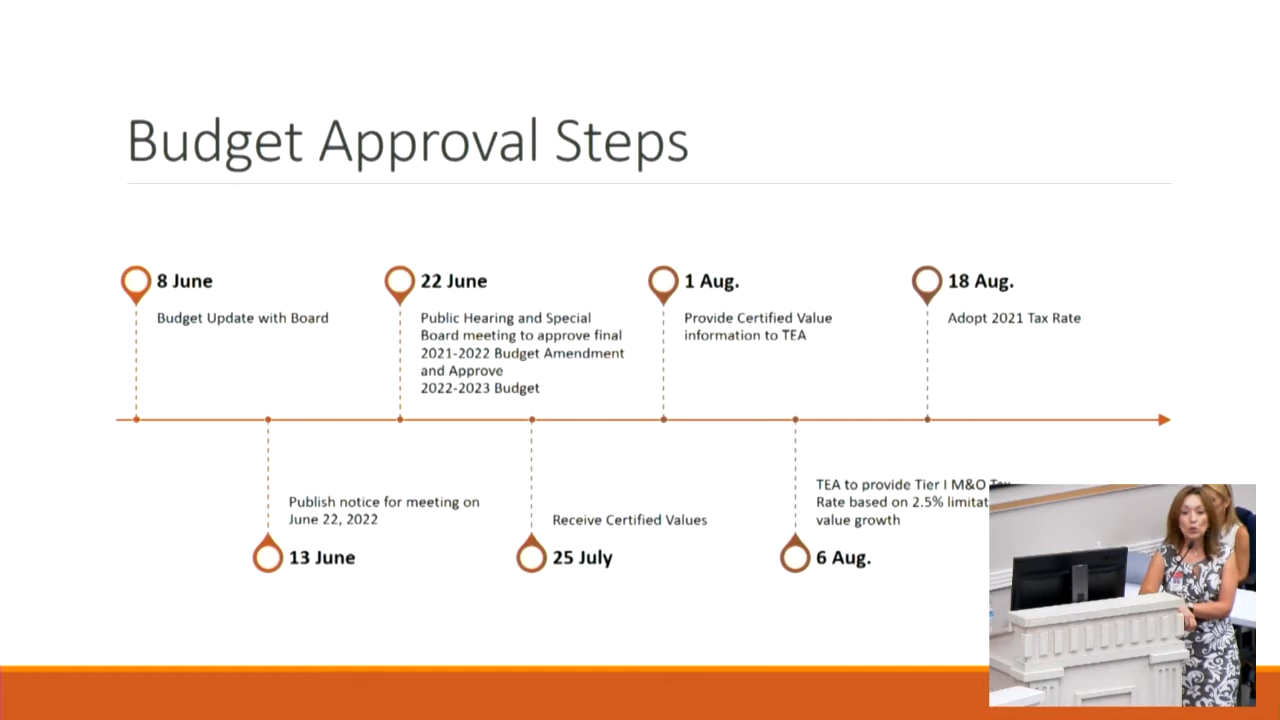 Budget Approval Steps
8 June
Budget Update with Board
22 June
Public Hearing and Special
Board meeting to approve final
2021-2022 Budget Amendment
and Approve
2022-2023 Budget
1 Aug.
Provide Certified Value
information to TEA
18 Aug.
Adopt 2021 Tax Rate
Publish notice for meeting on
June 22, 2022
13 June
Receive Certified Values
25 July
TEA to provide Tier I M&O
Rate based on 2.5%
value growth
6 Aug.